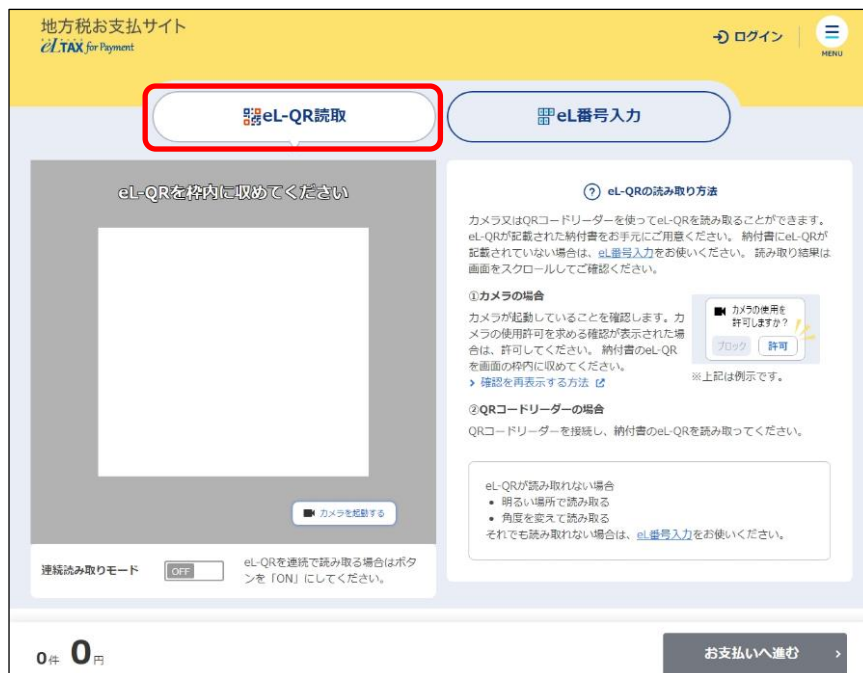 地方税お支払サイト
eLTAX for Payment
ログイン
MENU
eL-QR読取
eL番号入力
eL-QRを枠内に収めてください
カメラを起動する
連続読み取りモード
OFF
eL-QRを連続で読み取る場合はボタ
ンを「ON」にしてください。
? eL-QRの読み取り方法
カメラ又はQRコードリーダーを使ってeL-QRを読み取ることができます。
eL-QRが記載された納付書をお手元にご用意ください。 納付書にeL-QRが
記載されていない場合は、eL番号入力をお使いください。 読み取り結果は
画面をスクロールしてご確認ください。
①カメラの場合
カメラが起動していることを確認します。カ
メラの使用許可を求める確認が表示された場
合は、許可してください。 納付書のeL-QR
を画面の枠内に収めてください。
> 確認を再表示する方法
カメラの使用を
許可しますか?
ブロック
許可
※上記は例示です。
②QRコードリーダーの場合
QRコードリーダーを接続し、納付書のeL-QRを読み取ってください。
eL-QRが読み取れない場合
• 明るい場所で読み取る
• 角度を変えて読み取る
それでも読み取れない場合は、eL番号入力をお使いください。
0件 0円
お支払いへ進む >